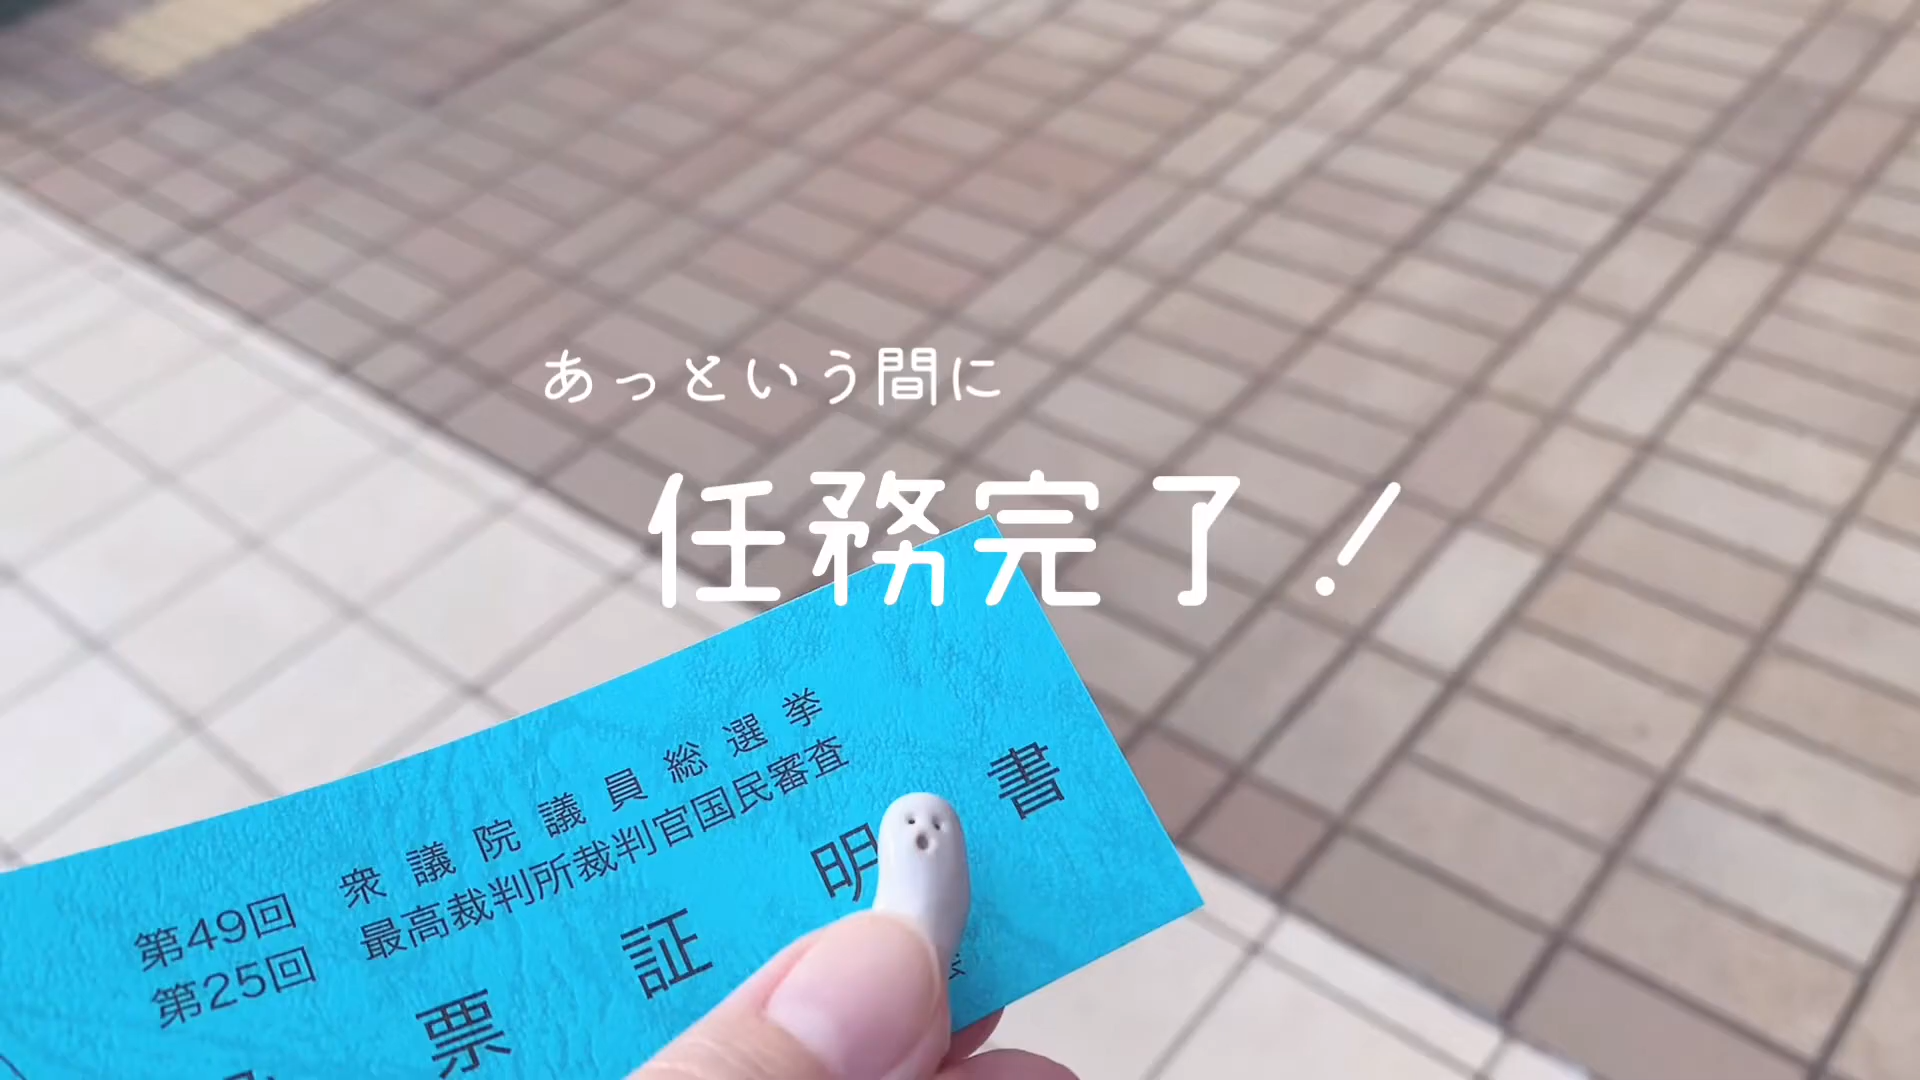 あっという間に
任務完了!
第49回 衆議院議員総選挙
第25回 最高裁判所裁判官国民審査
票証明書